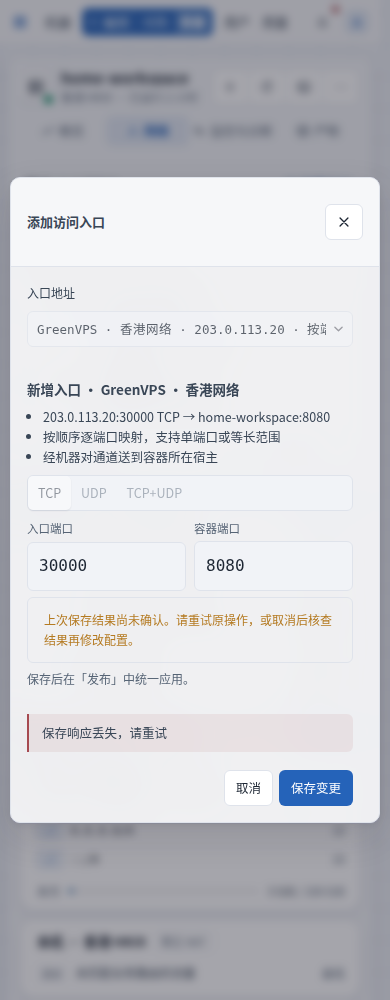 home-workspace
添加访问入口
入口地址
GreenVPS · 香港网络 · 203.0.113.20 · 按端
新增入口 · GreenVPS · 香港网络
203.0.113.20:30000 TCP → home-workspace:8080
按顺序逐端口映射，支持单端口或等长范围
经机器对通道送到容器所在宿主
TCP UDP TCP+UDP
入口端口 容器端口
30000 8080
上次保存结果尚未确认。请重试原操作，或取消后核查
结果再修改配置。
保存后在「发布」中统一应用。
保存响应丢失，请重试
取消 保存变更